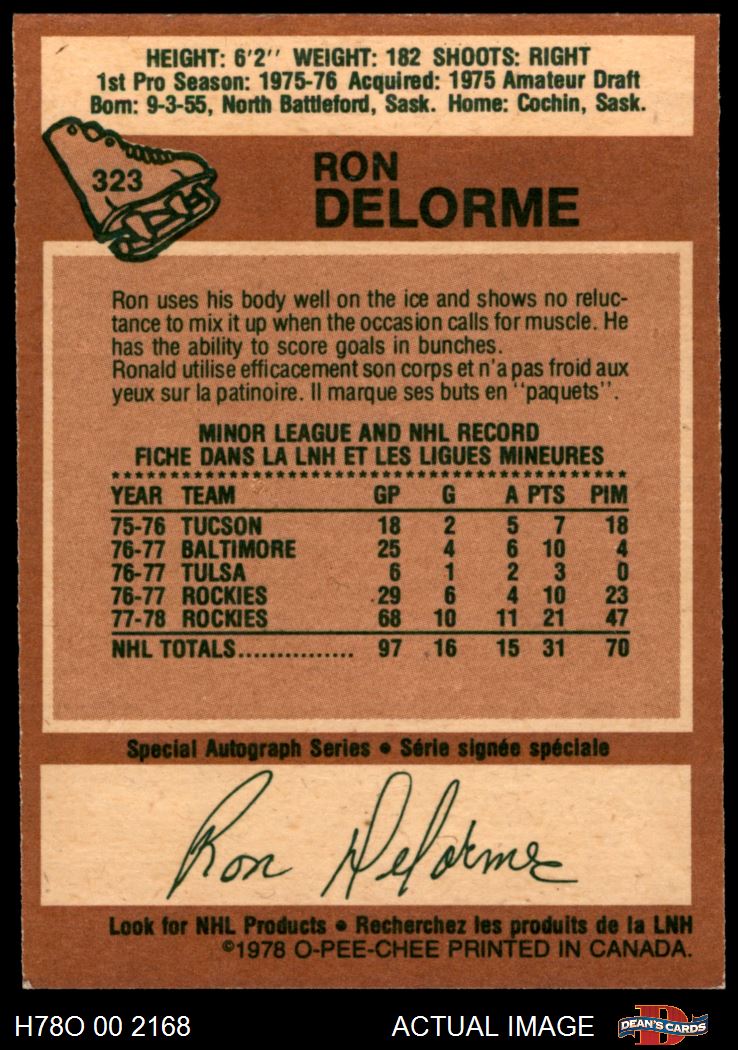 HEIGHT: 6'2'' WEIGHT: 182 SHOOTS: RIGHT
1st Pro Season: 1975-76 Acquired: 1975 Amateur Draft
Born: 9-3-55, North Battleford, Sask. Home: Cochin, Sask.
323
RON
DELORME
Ron uses his body well on the ice and shows no reluc-
tance to mix it up when the occasion calls for muscle. He
has the ability to score goals in bunches.
Ronald utilise efficacement son corps et n'a pas froid aux
yeux sur la patinoire. Il marque ses buts en ''paquets''.
MINOR LEAGUE AND NHL RECORD
FICHE DANS LA LNH ET LES LIGUES MINEURES
YEAR TEAM GP G A PTS PIM
75-76 TUCSON 18 2 5 7 18
76-77 BALTIMORE 25 4 6 10 4
76-77 TULSA 6 1 2 3 0
76-77 ROCKIES 29 6 4 10 23
77-78 ROCKIES 68 10 11 21 47
NHL TOTALS............... 97 16 15 31 70
Special Autograph Series • Série signée spéciale
Ron Delorme
Look for NHL Products • Recherchez les produits de la LNH
©1978 O-PEE-CHEE PRINTED IN CANADA.
H78O 00 2168 ACTUAL IMAGE D DEAN'S CARDS